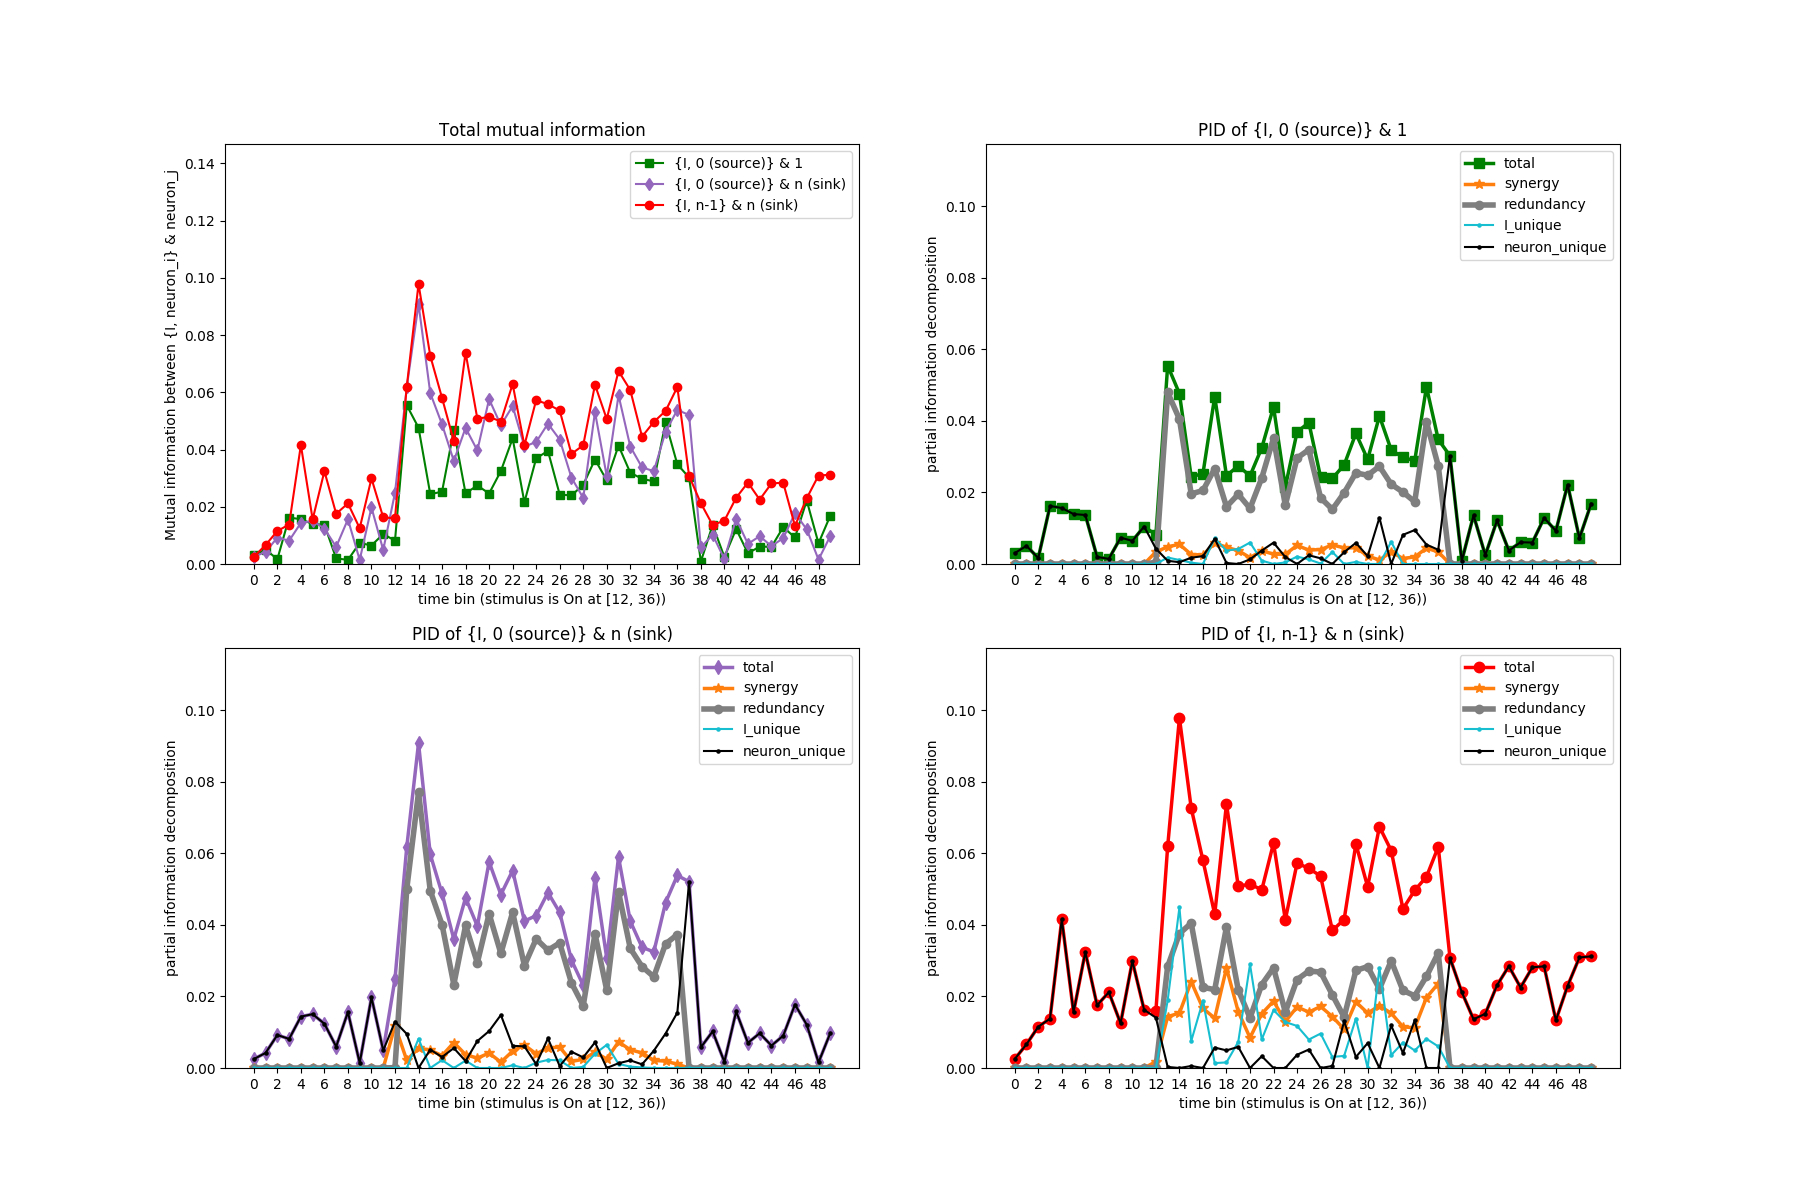 Total mutual information
Mutual information between {I, neuron_i} & neuron_j
0.14
0.12
0.10
0.08
0.06
0.04
0.02
0.00
{I, 0 (source)} & 1
{I, 0 (source)} & n (sink)
{I, n-1} & n (sink)
0 2 4 6 8 10 12 14 16 18 20 22 24 26 28 30 32 34 36 38 40 42 44 46 48
time bin (stimulus is On at [12, 36))
PID of {I, 0 (source)} & 1
partial information decomposition
0.10
0.08
0.06
0.04
0.02
0.00
total
synergy
redundancy
I_unique
neuron_unique
0 2 4 6 8 10 12 14 16 18 20 22 24 26 28 30 32 34 36 38 40 42 44 46 48
time bin (stimulus is On at [12, 36))
PID of {I, 0 (source)} & n (sink)
partial information decomposition
0.10
0.08
0.06
0.04
0.02
0.00
total
synergy
redundancy
I_unique
neuron_unique
0 2 4 6 8 10 12 14 16 18 20 22 24 26 28 30 32 34 36 38 40 42 44 46 48
time bin (stimulus is On at [12, 36))
PID of {I, n-1} & n (sink)
partial information decomposition
0.10
0.08
0.06
0.04
0.02
0.00
total
synergy
redundancy
I_unique
neuron_unique
0 2 4 6 8 10 12 14 16 18 20 22 24 26 28 30 32 34 36 38 40 42 44 46 48
time bin (stimulus is On at [12, 36))